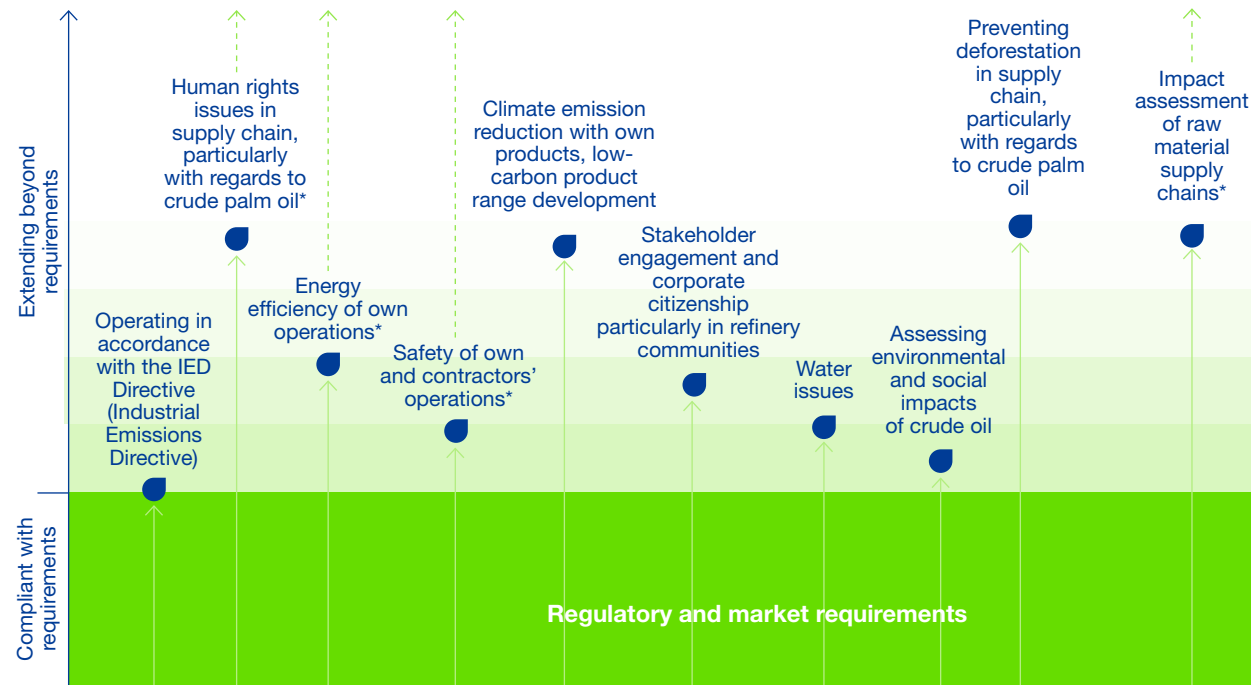 Extending beyond
requirements
Compliant with
requirements
Operating in
accordance
with the IED
Directive
(Industrial
Emissions
Directive)
Human rights
issues in
supply chain,
particularly
with regards to
crude palm oil*
Energy
efficiency of own
operations*
Safety of own
and contractors’
operations*
Climate emission
reduction with own
products, low-
carbon product
range development
Stakeholder
engagement and
corporate
citizenship
particularly in refinery
communities
Water
issues
Assessing
environmental
and social
impacts
of crude oil
Preventing
deforestation
in supply
chain,
particularly
with regards
to crude palm
oil
Impact
assessment
of raw
material
supply
chains*
Regulatory and market requirements